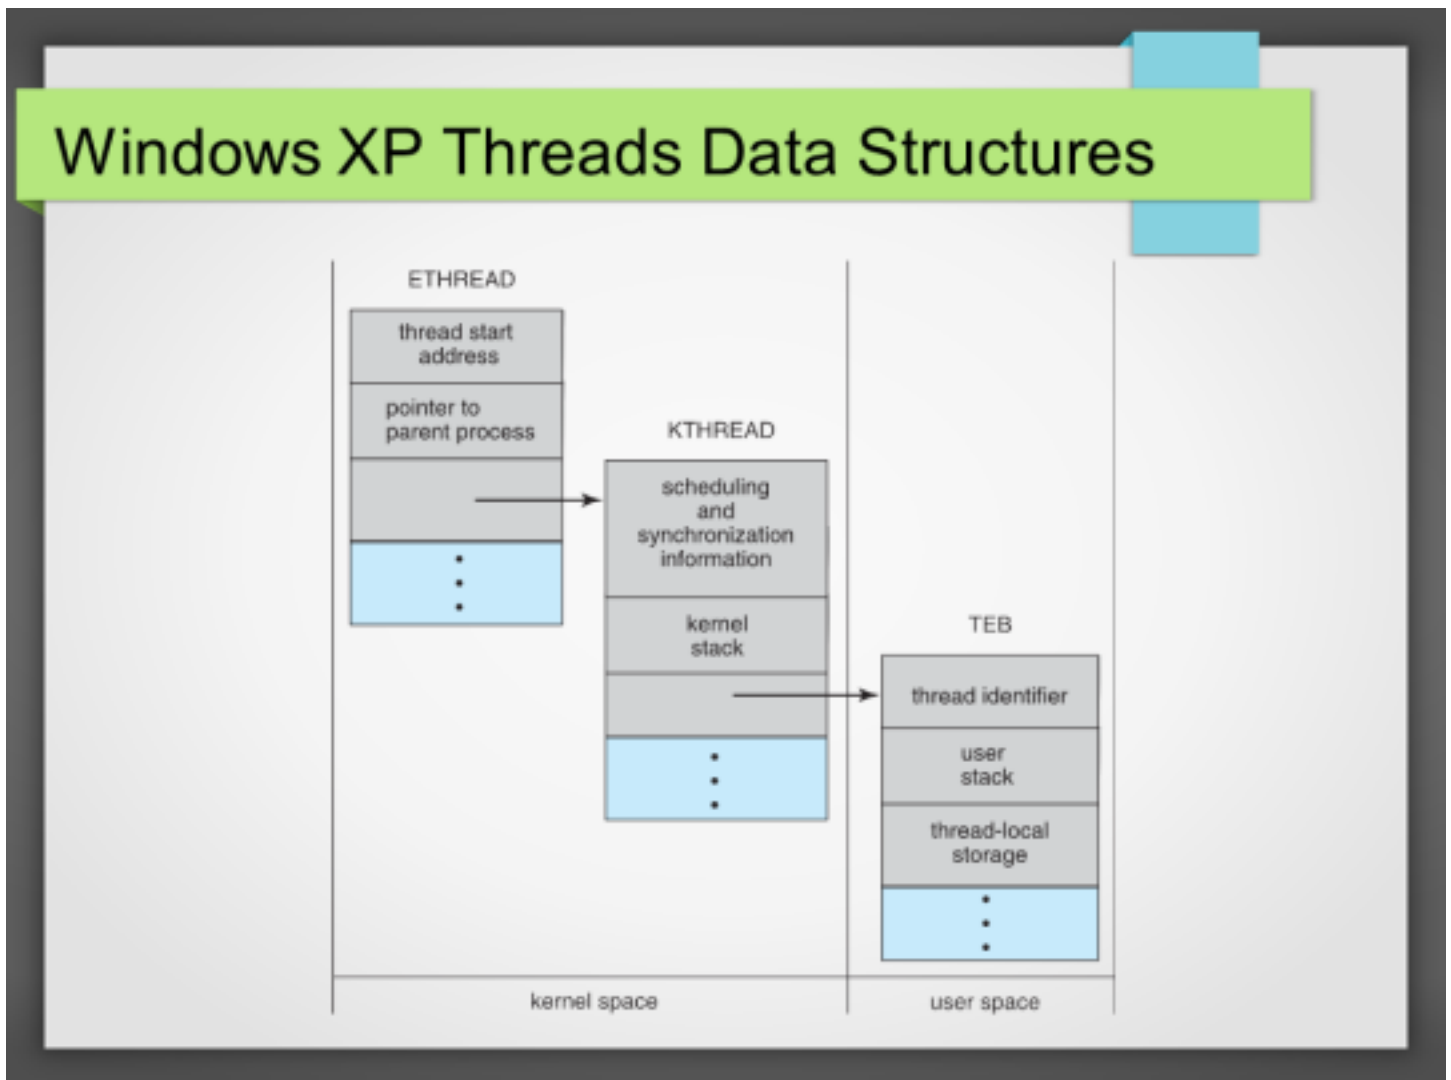 Windows XP Threads Data Structures
ETHREAD
thread start
address
pointer to
parent process
KTHREAD
scheduling
and
synchronization
information
kernel
stack
TEB
thread identifier
user
stack
thread-local
storage
kernel space
user space